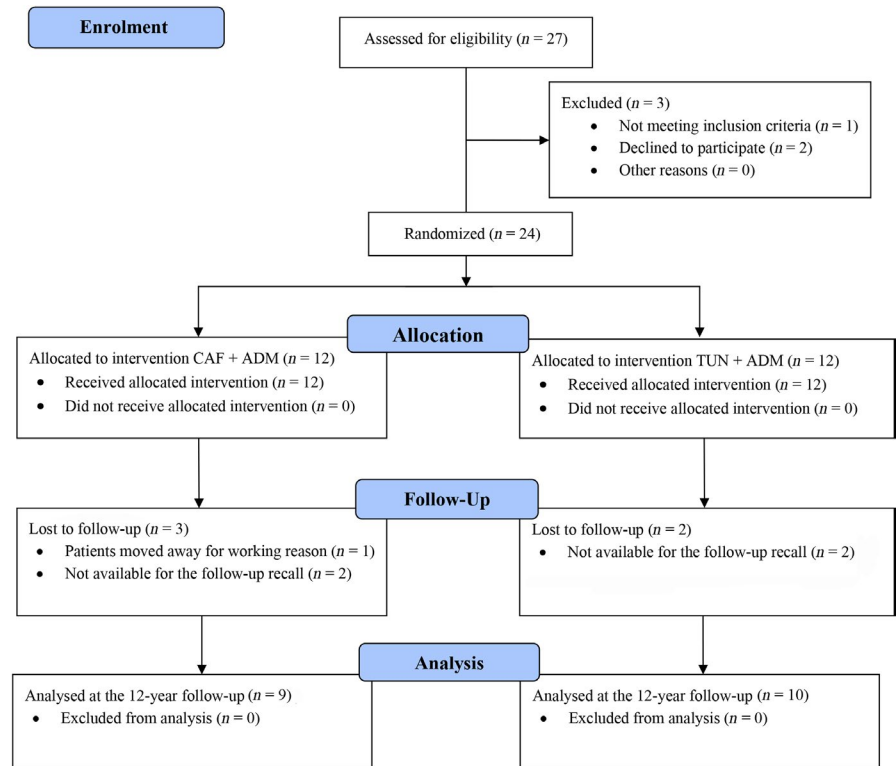 Enrolment
Assessed for eligibility (n = 27)
Excluded (n = 3)
• Not meeting inclusion criteria (n = 1)
• Declined to participate (n = 2)
• Other reasons (n = 0)
Randomized (n = 24)
Allocation
Allocated to intervention CAF + ADM (n = 12)
• Received allocated intervention (n = 12)
• Did not receive allocated intervention (n = 0)
Allocated to intervention TUN + ADM (n = 12)
• Received allocated intervention (n = 12)
• Did not receive allocated intervention (n = 0)
Follow-Up
Lost to follow-up (n = 3)
• Patients moved away for working reason (n = 1)
• Not available for the follow-up recall (n = 2)
Lost to follow-up (n = 2)
• Not available for the follow-up recall (n = 2)
Analysis
Analysed at the 12-year follow-up (n = 9)
• Excluded from analysis (n = 0)
Analysed at the 12-year follow-up (n = 10)
• Excluded from analysis (n = 0)